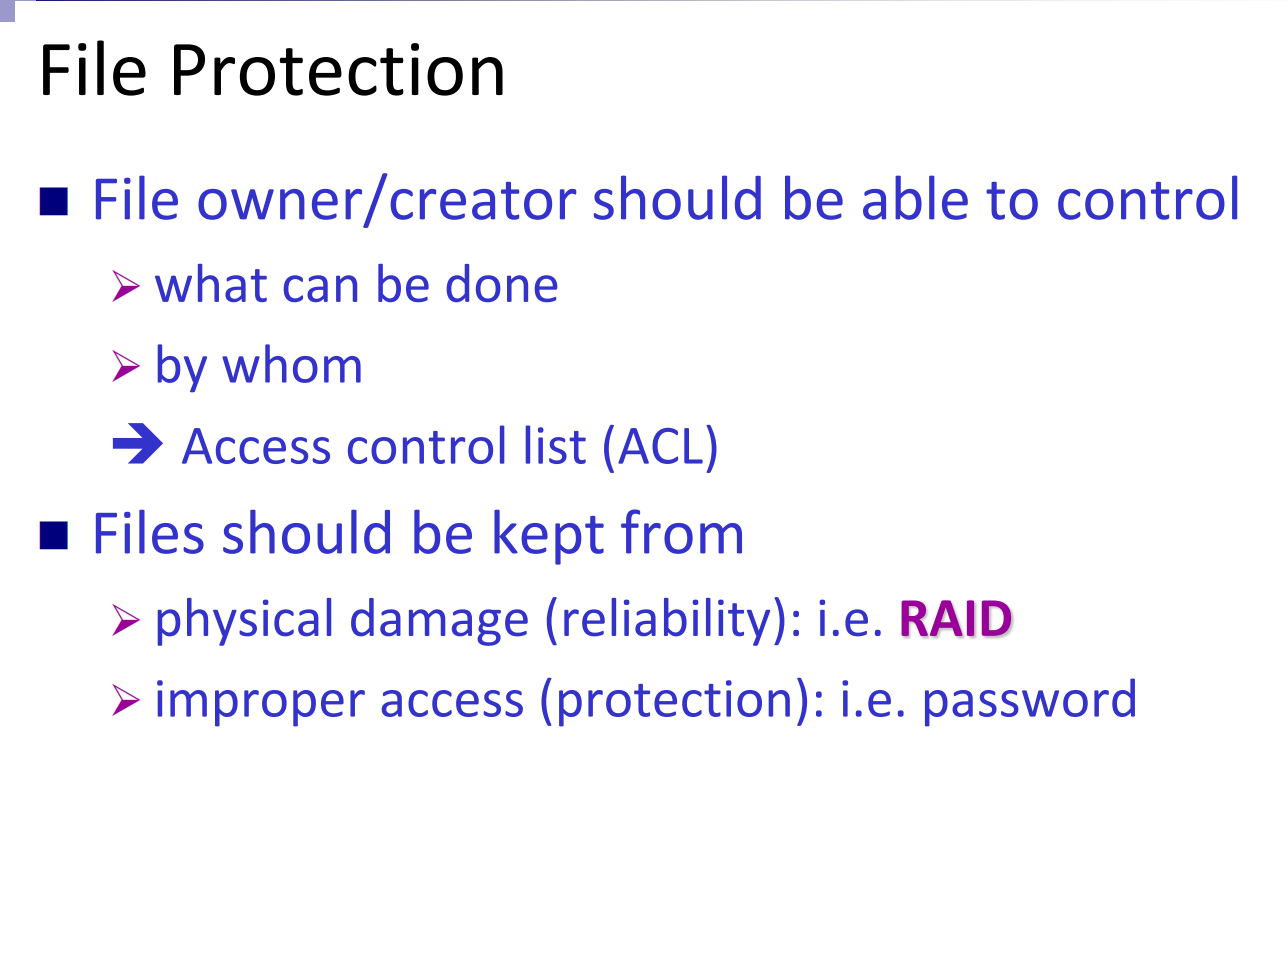 File Protection
File owner/creator should be able to control
what can be done
by whom
➔ Access control list (ACL)
Files should be kept from
physical damage (reliability): i.e. RAID
improper access (protection): i.e. password